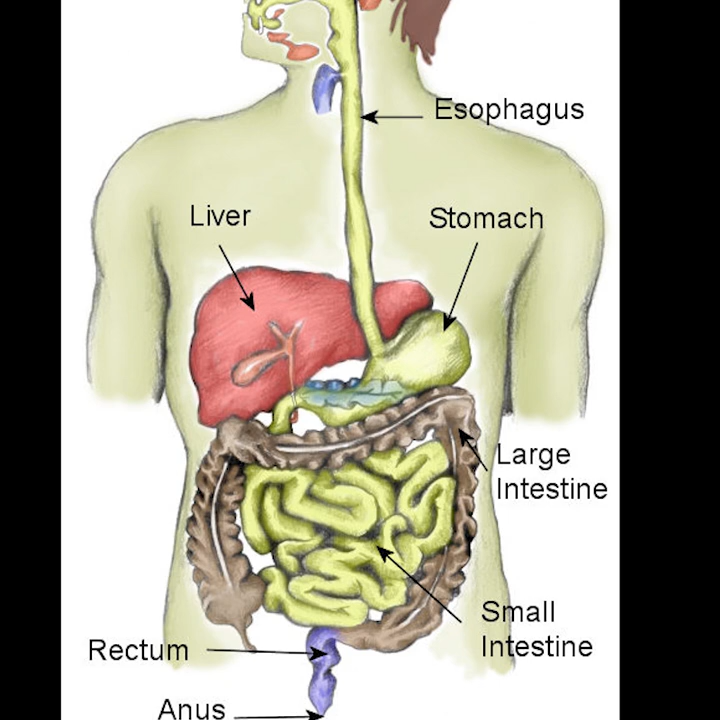 Esophagus
Liver
Stomach
Large
Intestine
Small
Intestine
Rectum
Anus